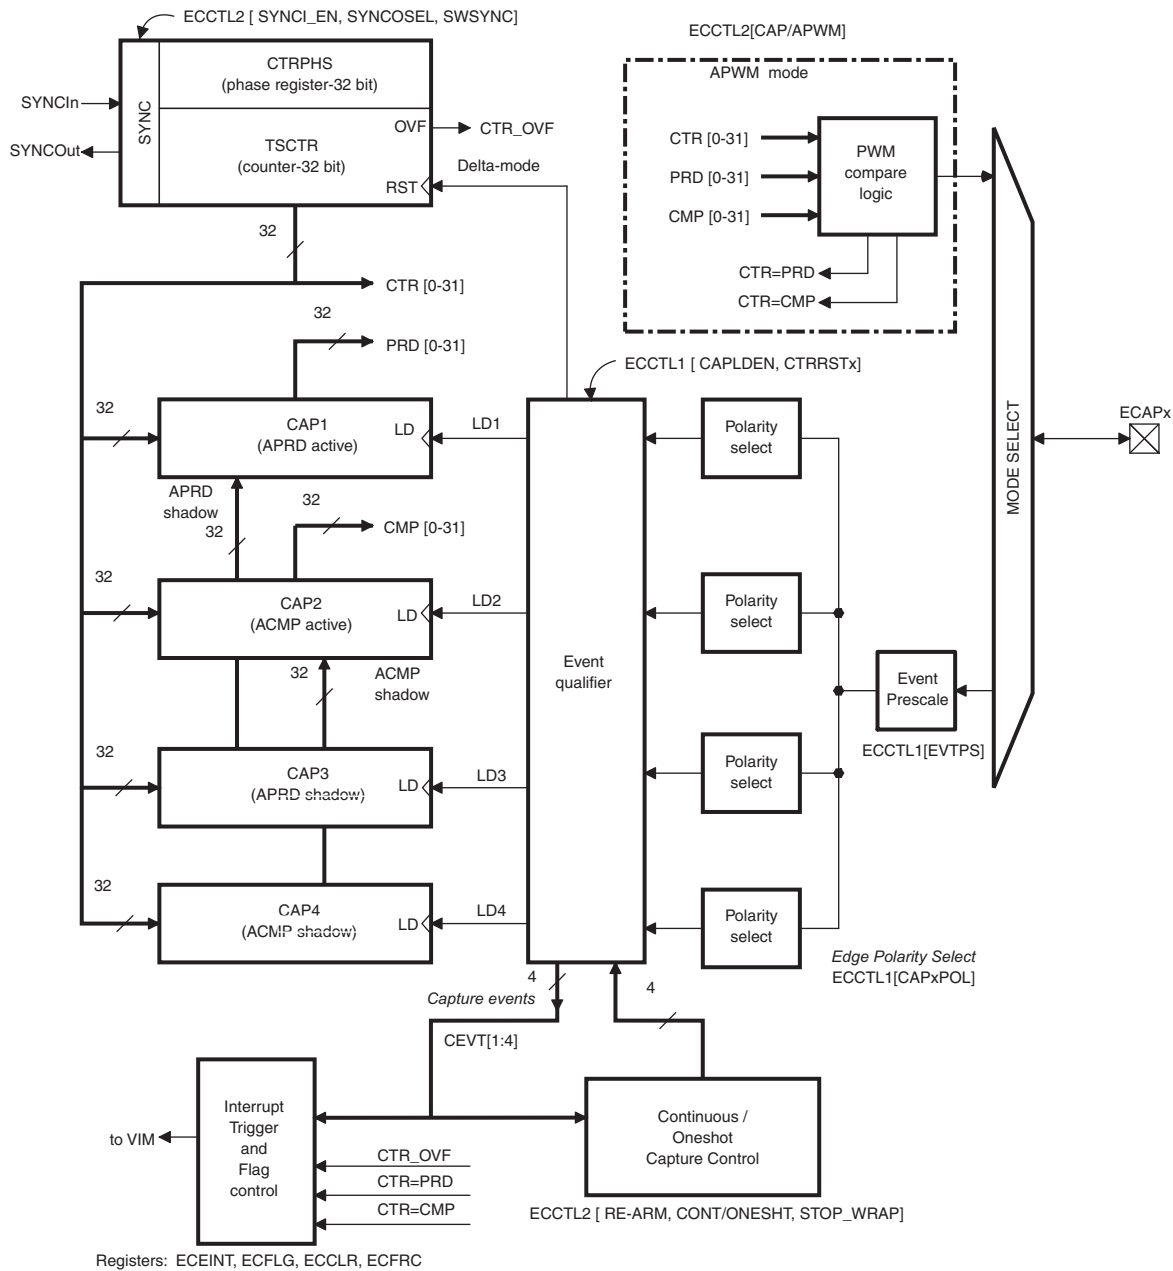 ECCTL2 [ SYNCI_EN, SYNCOSEL, SWSYNC]
ECCTL2[CAP/APWM]
CTRPHS
(phase register-32 bit)
APWM mode
SYNCIn
SYNC
OVF
CTR_OVF
CTR [0-31]
PWM
compare
logic
SYNCOut
TSCTR
(counter-32 bit)
Delta-mode
PRD [0-31]
RST
CMP [0-31]
32
CTR=PRD
CTR [0-31]
CTR=CMP
32
PRD [0-31]
ECCTL1 [ CAPLDEN, CTRRSTx]
32
CAP1
(APRD active)
LD
LD1
Polarity
select
MODE SELECT
ECAPx
APRD
shadow
32
32
CMP [0-31]
32
CAP2
(ACMP active)
LD
LD2
Polarity
select
32
ACMP
shadow
Event
qualifier
Event
Prescale
ECCTL1[EVTPS]
32
CAP3
(APRD shadow)
LD
LD3
Polarity
select
32
CAP4
(ACMP shadow)
LD
LD4
Polarity
select
Edge Polarity Select
ECCTL1[CAPxPOL]
4
4
Capture events
CEVT[1:4]
Interrupt
Trigger
and
Flag
control
to VIM
Continuous /
Oneshot
Capture Control
CTR_OVF
CTR=PRD
CTR=CMP
ECCTL2 [ RE-ARM, CONT/ONESHT, STOP_WRAP]
Registers: ECEINT, ECFLG, ECCLR, ECFRC